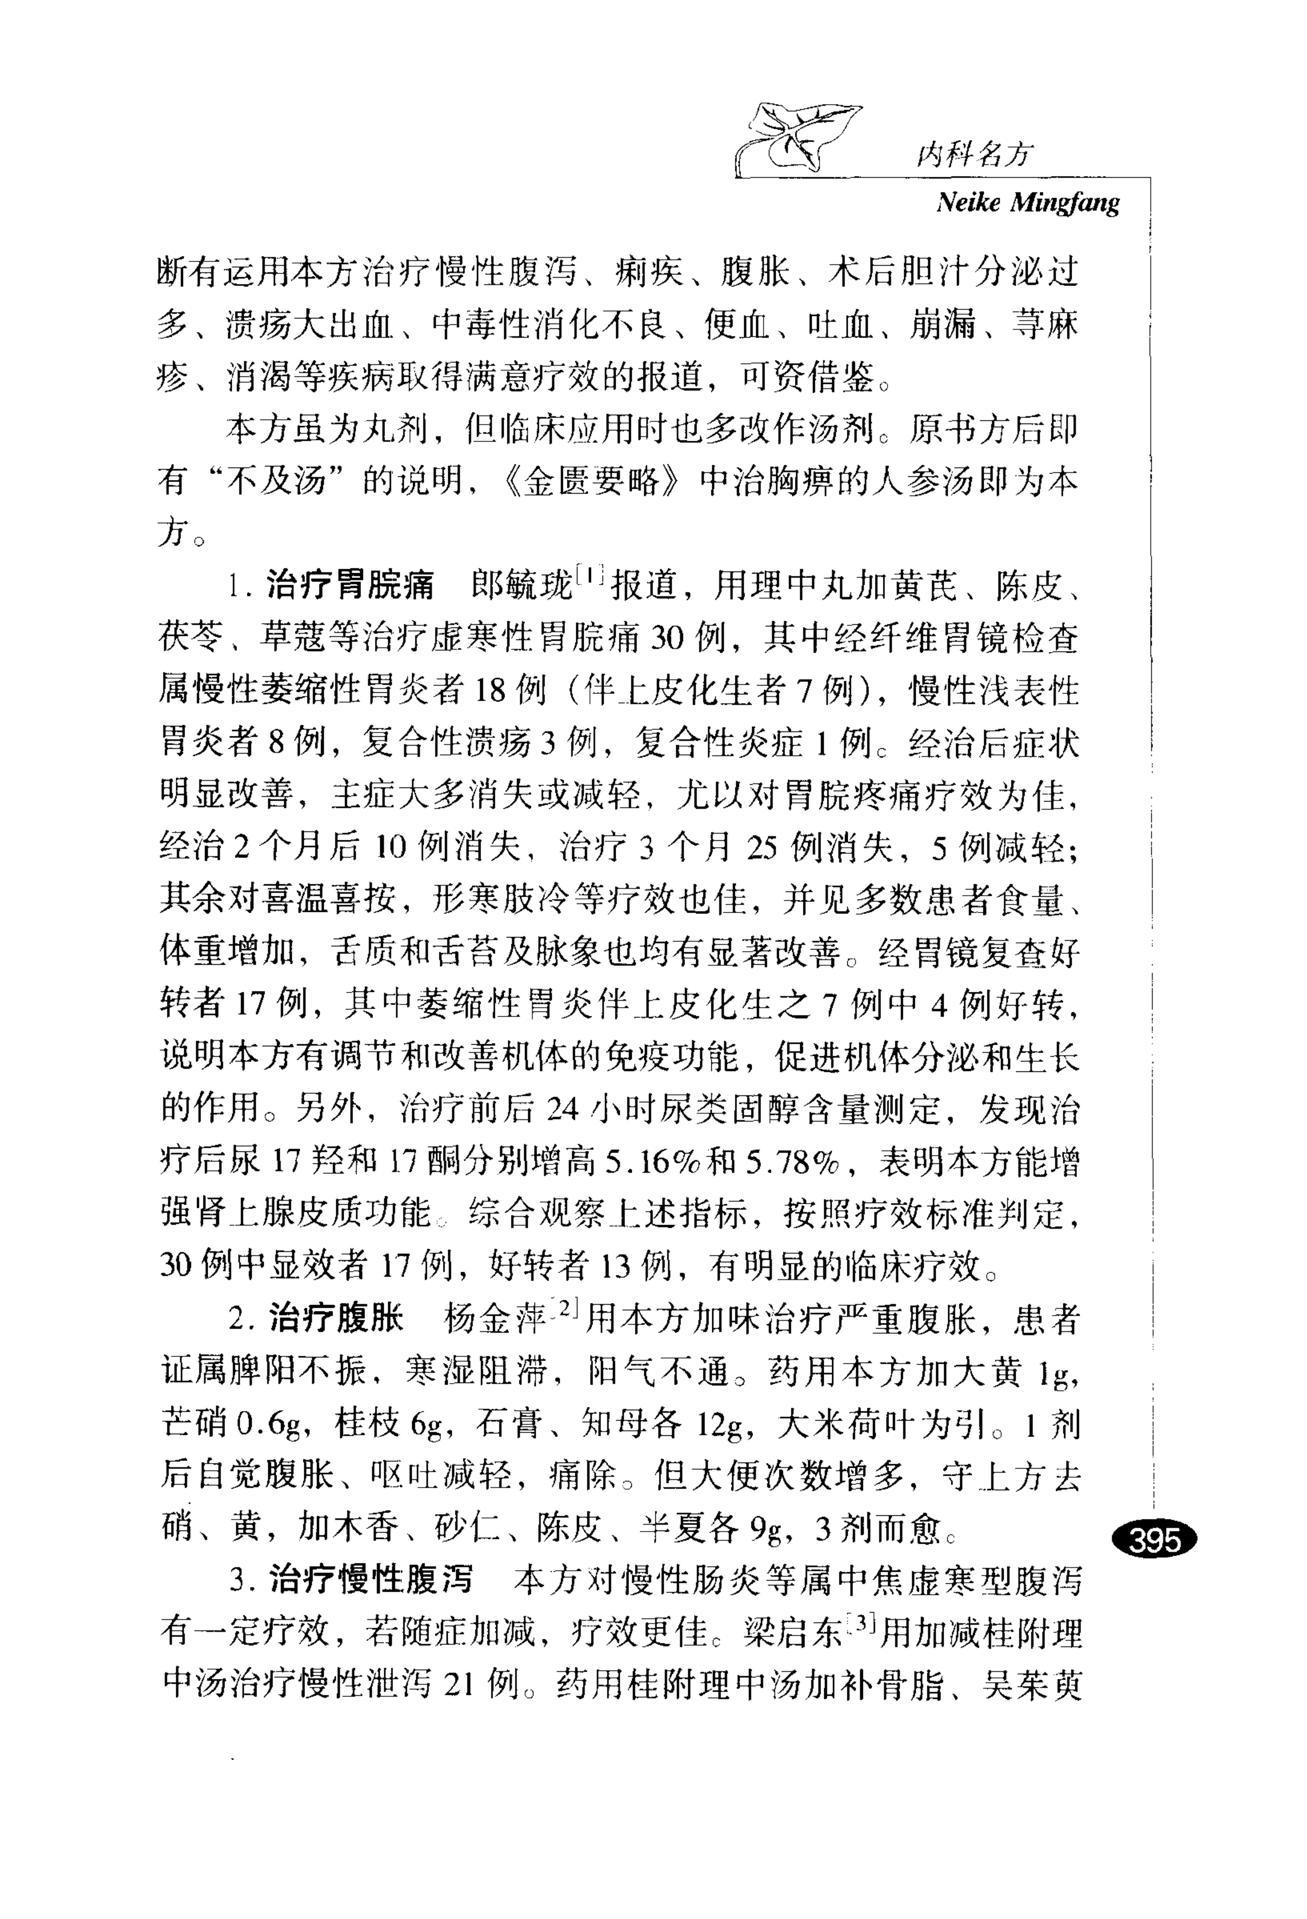 内科名方
Neike Mingfang
断有运用本方治疗慢性腹泻、痢疾、腹胀、术后胆汁分泌过
多、溃疡大出血、中毒性消化不良、便血、吐血、崩漏、荨麻
疹、消渴等疾病取得满意疗效的报道，可资借鉴。
本方虽为丸剂，但临床应用时也多改作汤剂。原书方后即
有“不及汤”的说明，《金匮要略》中治胸痹的人参汤即为本
方。
1. 治疗胃脘痛　郎毓珑[1]报道，用理中丸加黄芪、陈皮、
茯苓、草蔻等治疗虚寒性胃脘痛 30 例，其中经纤维胃镜检查
属慢性萎缩性胃炎者 18 例（伴上皮化生者 7 例），慢性浅表性
胃炎者 8 例，复合性溃疡 3 例，复合性炎症 1 例。经治后症状
明显改善，主症大多消失或减轻，尤以对胃脘疼痛疗效为佳，
经治 2 个月后 10 例消失，治疗 3 个月 25 例消失，5 例减轻；
其余对喜温喜按，形寒肢冷等疗效也佳，并见多数患者食量、
体重增加，舌质和舌苔及脉象也均有显著改善。经胃镜复查好
转者 17 例，其中萎缩性胃炎伴上皮化生之 7 例中 4 例好转，
说明本方有调节和改善机体的免疫功能，促进机体分泌和生长
的作用。另外，治疗前后 24 小时尿类固醇含量测定，发现治
疗后尿 17 羟和 17 酮分别增高 5.16%和 5.78%，表明本方能增
强肾上腺皮质功能。综合观察上述指标，按照疗效标准判定，
30 例中显效者 17 例，好转者 13 例，有明显的临床疗效。
2. 治疗腹胀　杨金萍[2]用本方加味治疗严重腹胀，患者
证属脾阳不振，寒湿阻滞，阳气不通。药用本方加大黄 1g，
芒硝 0.6g，桂枝 6g，石膏、知母各 12g，大米荷叶为引。1 剂
后自觉腹胀、呕吐减轻，痛除。但大便次数增多，守上方去
硝、黄，加木香、砂仁、陈皮、半夏各 9g，3 剂而愈。
395
3. 治疗慢性腹泻　本方对慢性肠炎等属中焦虚寒型腹泻
有一定疗效，若随症加减，疗效更佳。梁启东[3]用加减桂附理
中汤治疗慢性泄泻 21 例。药用桂附理中汤加补骨脂、吴茱萸